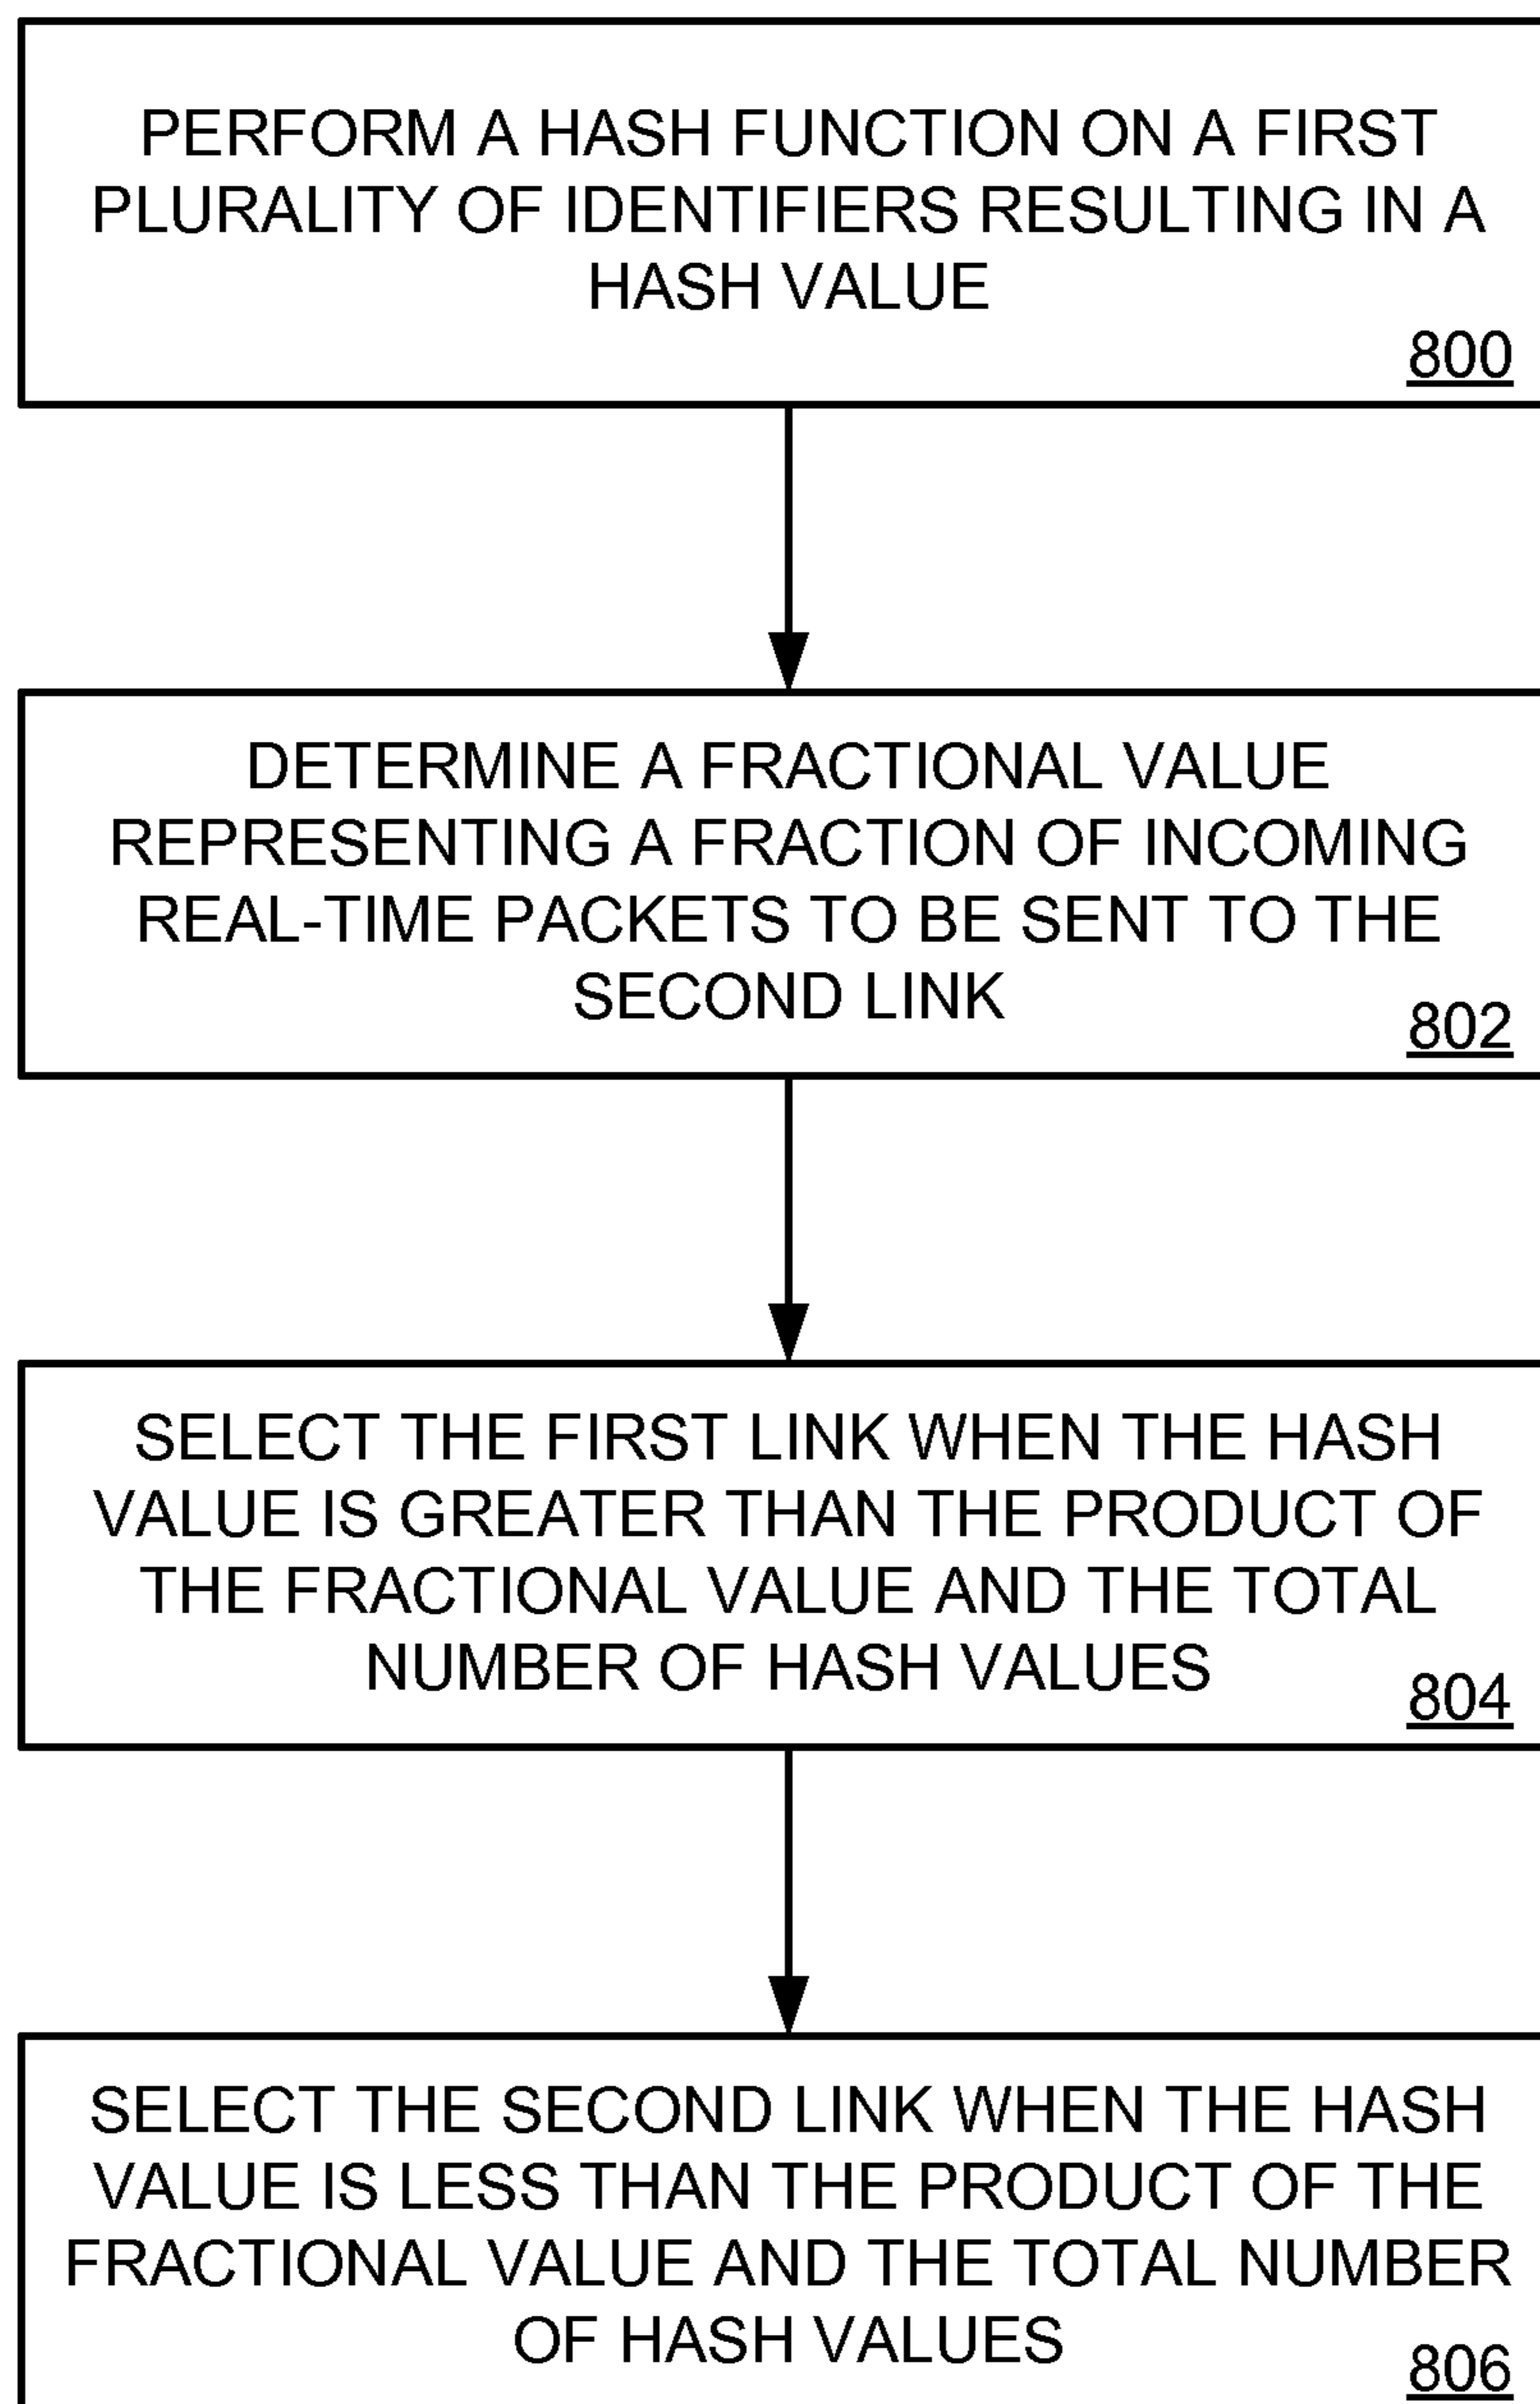 PERFORM A HASH FUNCTION ON A FIRST
PLURALITY OF IDENTIFIERS RESULTING IN A
HASH VALUE
800
DETERMINE A FRACTIONAL VALUE
REPRESENTING A FRACTION OF INCOMING
REAL-TIME PACKETS TO BE SENT TO THE
SECOND LINK
802
SELECT THE FIRST LINK WHEN THE HASH
VALUE IS GREATER THAN THE PRODUCT OF
THE FRACTIONAL VALUE AND THE TOTAL
NUMBER OF HASH VALUES
804
SELECT THE SECOND LINK WHEN THE HASH
VALUE IS LESS THAN THE PRODUCT OF THE
FRACTIONAL VALUE AND THE TOTAL NUMBER
OF HASH VALUES
806